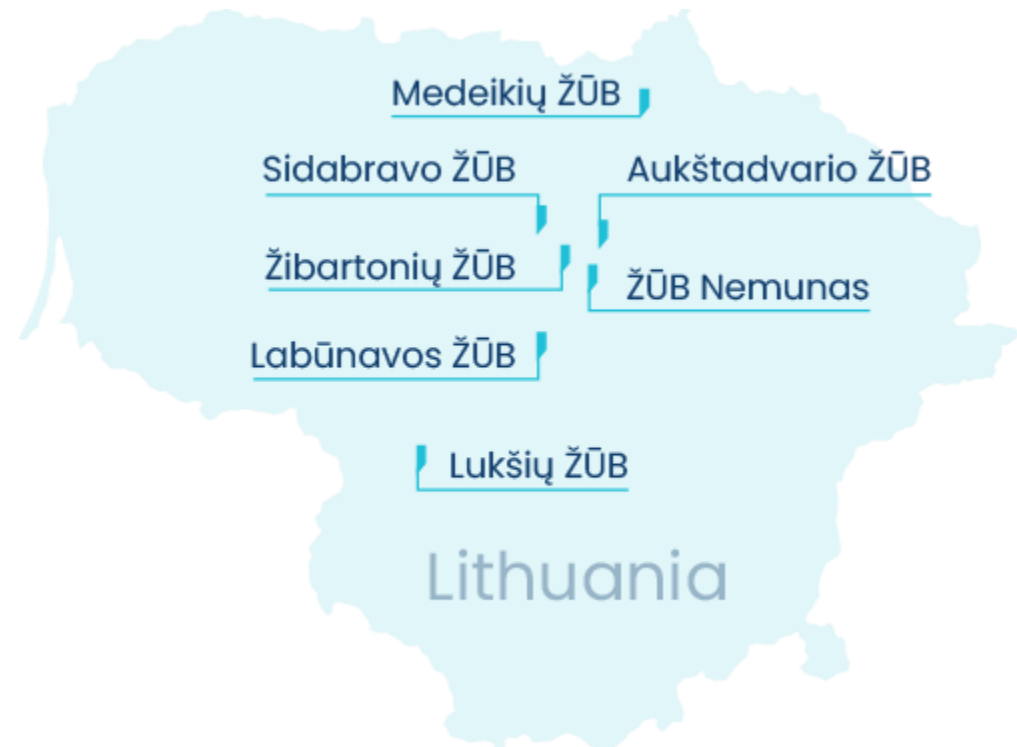 Medeikių ŽŪB
Sidabravo ŽŪB
Aukštadvario ŽŪB
Žibartonių ŽŪB
ŽŪB Nemunas
Labūnavos ŽŪB
Lukšių ŽŪB
Lithuania